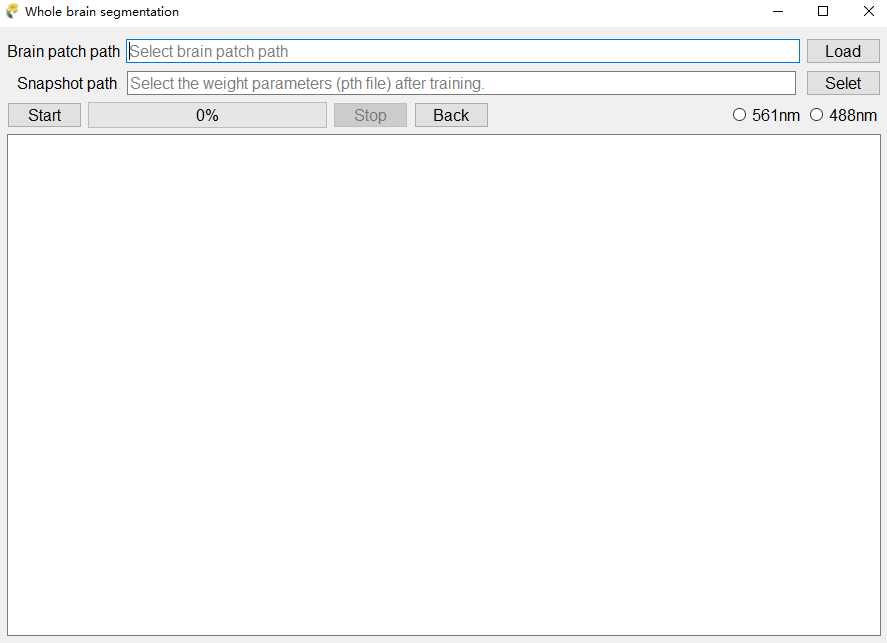 Whole brain segmentation
Brain patch path Select brain patch path Load
Snapshot path Select the weight parameters (pth file) after training. Selet
Start 0% Stop Back 561nm 488nm